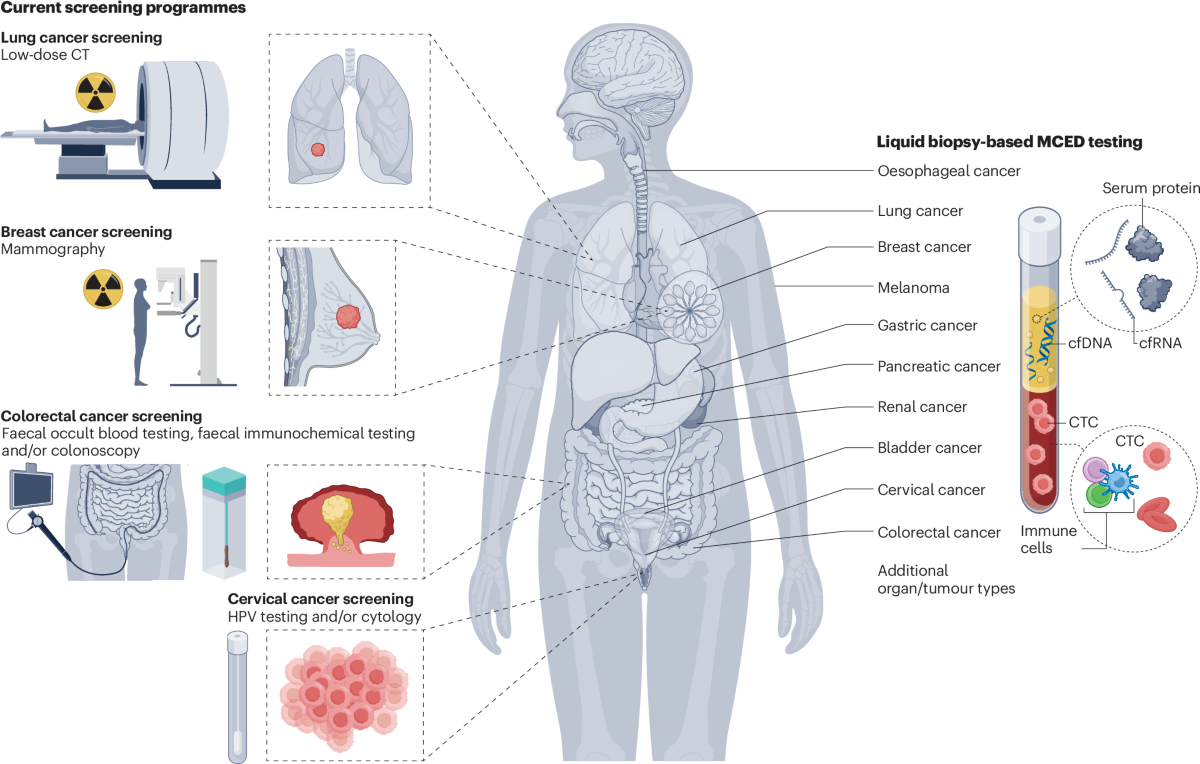 Current screening programmes
Lung cancer screening
Low-dose CT
Breast cancer screening
Mammography
Colorectal cancer screening
Faecal occult blood testing, faecal immunochemical testing
and/or colonoscopy
Cervical cancer screening
HPV testing and/or cytology
Liquid biopsy-based MCED testing
Oesophageal cancer
Lung cancer
Breast cancer
Melanoma
Gastric cancer
Pancreatic cancer
Renal cancer
Bladder cancer
Cervical cancer
Colorectal cancer
Additional
organ/tumour types
Serum protein
cfDNA
cfRNA
CTC
CTC
Immune
cells